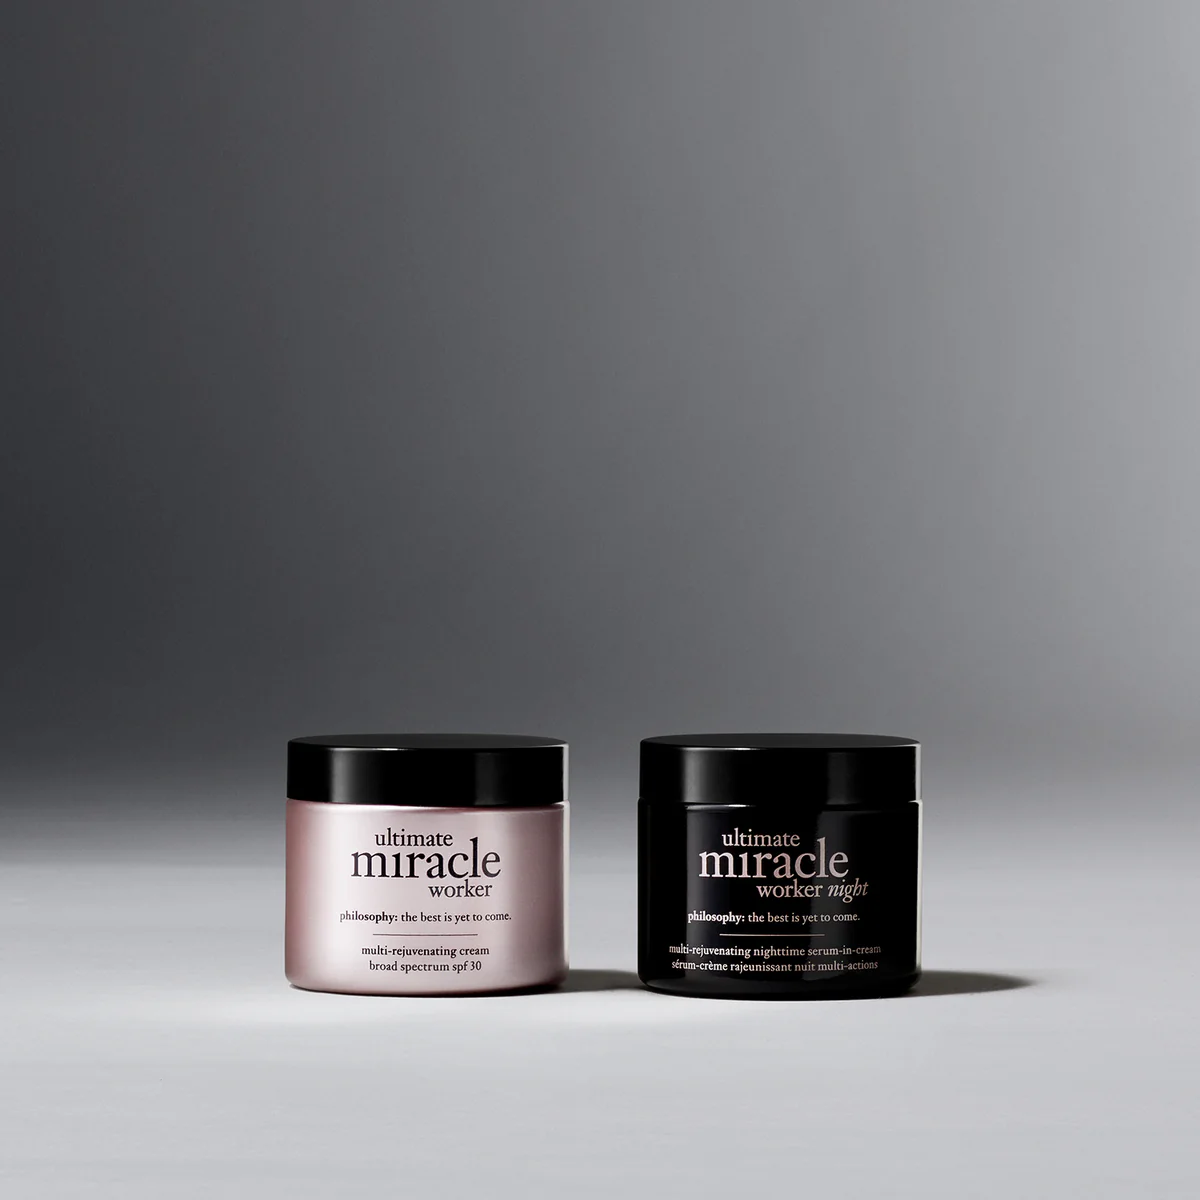 ultimate
miracle
worker
philosophy: the best is yet to come.
multi-rejuvenating cream
broad spectrum spf 30
ultimate
miracle
worker night
philosophy: the best is yet to come.
multi-rejuvenating nighttime serum-in-cream
sérum-crème rajeunissant nuit multi-actions